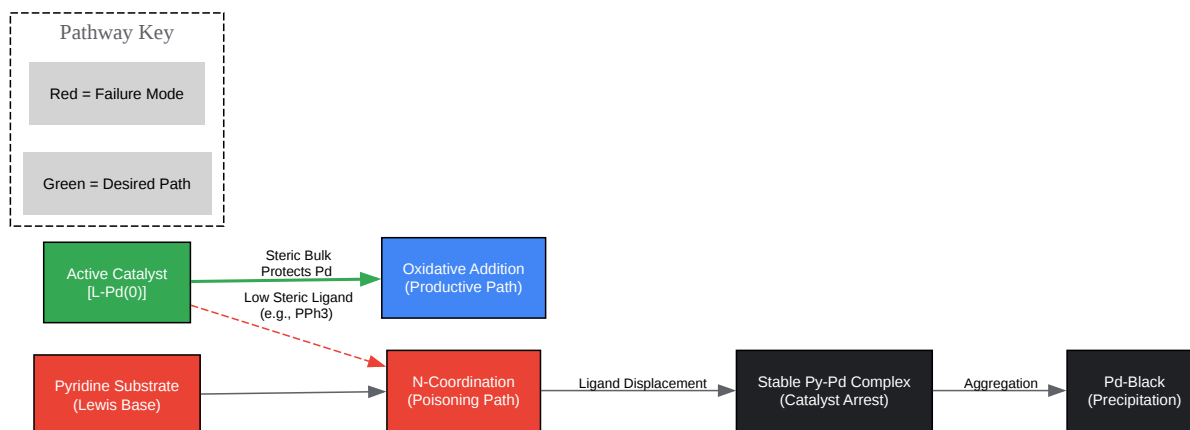 Pathway Key
Red = Failure Mode
Green = Desired Path
Active Catalyst
[L-Pd(0)]
Steric Bulk
Protects Pd
Oxidative Addition
(Productive Path)
Low Steric Ligand
(e.g., PPh3)
Pyridine Substrate
(Lewis Base)
N-Coordination
(Poisoning Path)
Ligand Displacement
Stable Py-Pd Complex
(Catalyst Arrest)
Aggregation
Pd-Black
(Precipitation)